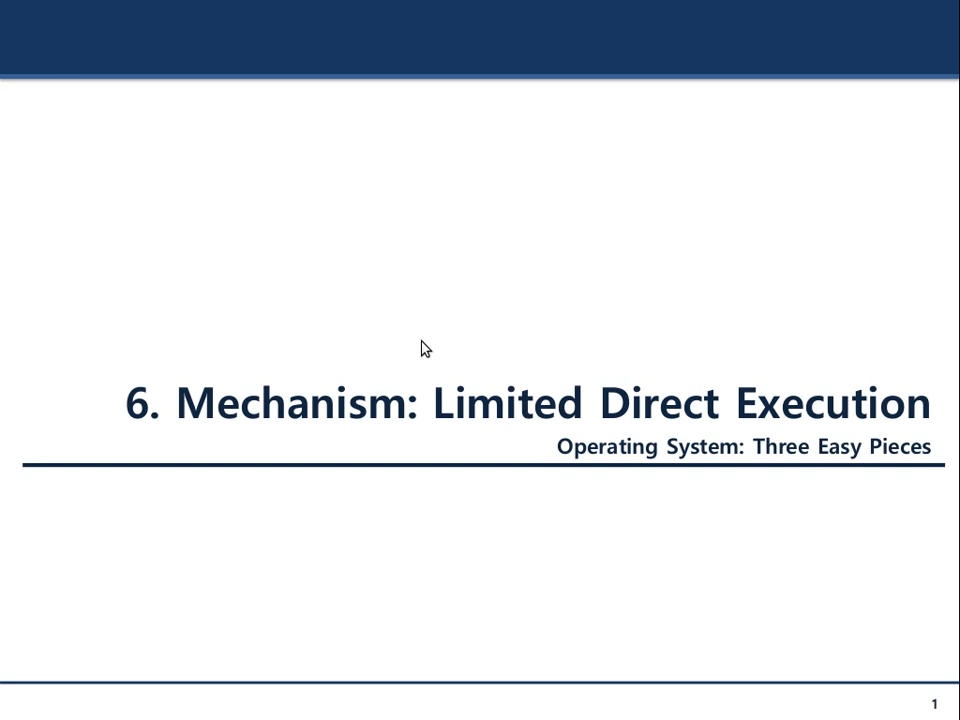 6. Mechanism: Limited Direct Execution
Operating System: Three Easy Pieces
1